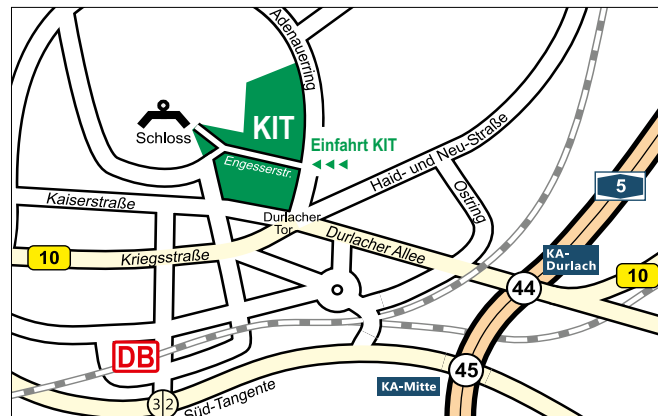 Adenauerring
KIT
Schloss
Einfahrt KIT
Engesserstr.
Haid- und Neu-Straße
5
Kaiserstraße
Ostring
Durlacher
Tor
Durlacher Allee
KA-
Durlach
10
Kriegsstraße
10
44
DB
45
KA-Mitte
3 2
Süd-Tangente